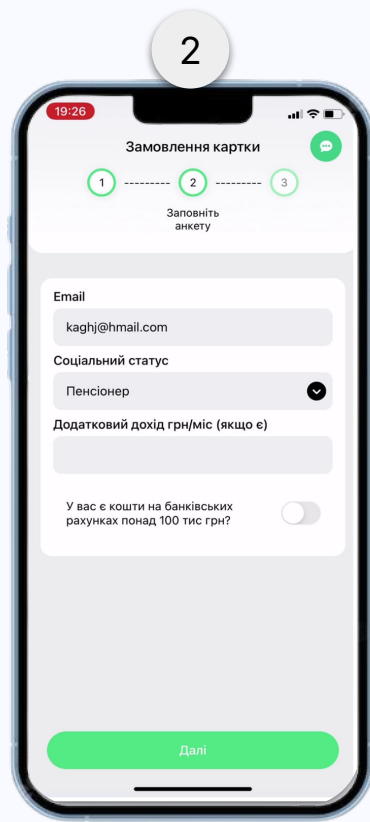 2
19:26
Замовлення картки
1 --------- 2 --------- 3
Заповніть
анкету
Email
kaghj@hmail.com
Соціальний статус
Пенсіонер
Додатковий дохід грн/міс (якщо є)
У вас є кошти на банківських
рахунках понад 100 тис грн?
Далі